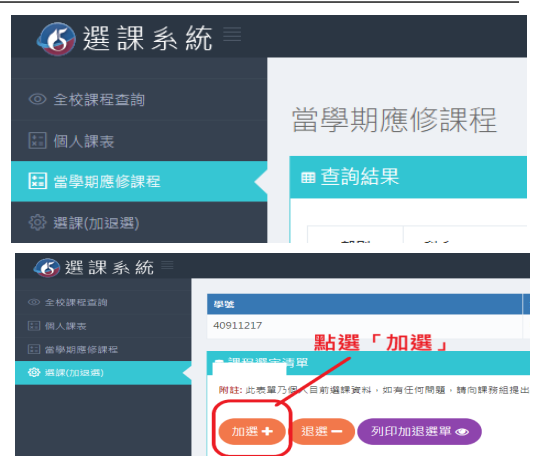 選課系統
全校課程查詢
個人課表
當學期應修課程
選課(加退選)
當學期應修課程
查詢結果
選課系統
全校課程查詢
個人課表
當學期應修課程
選課(加退選)
學號
40911217
點選「加選」
課程選定清單
附註: 此表單乃個人目前選課資料，如有任何問題，請向課務組提出
加選
退選
列印加退選單